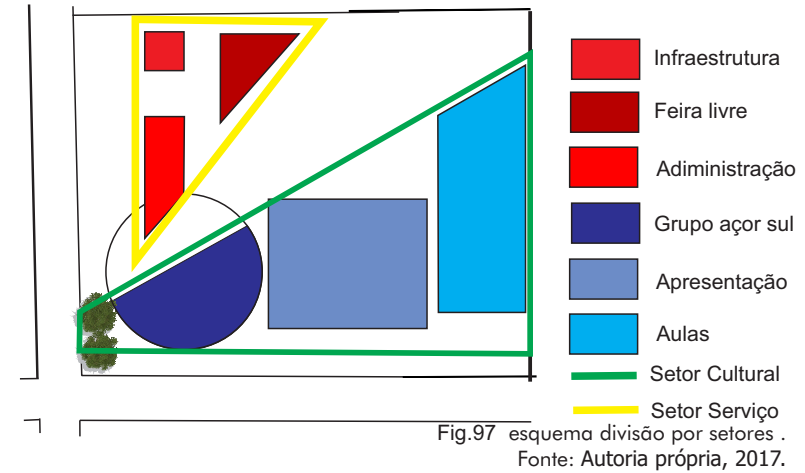 Infraestrutura
Feira livre
Adiministração
Grupo açor sul
Apresentação
Aulas
Setor Cultural
Setor Serviço
Fig.97 esquema divisão por setores .
Fonte: Autoria própria, 2017.